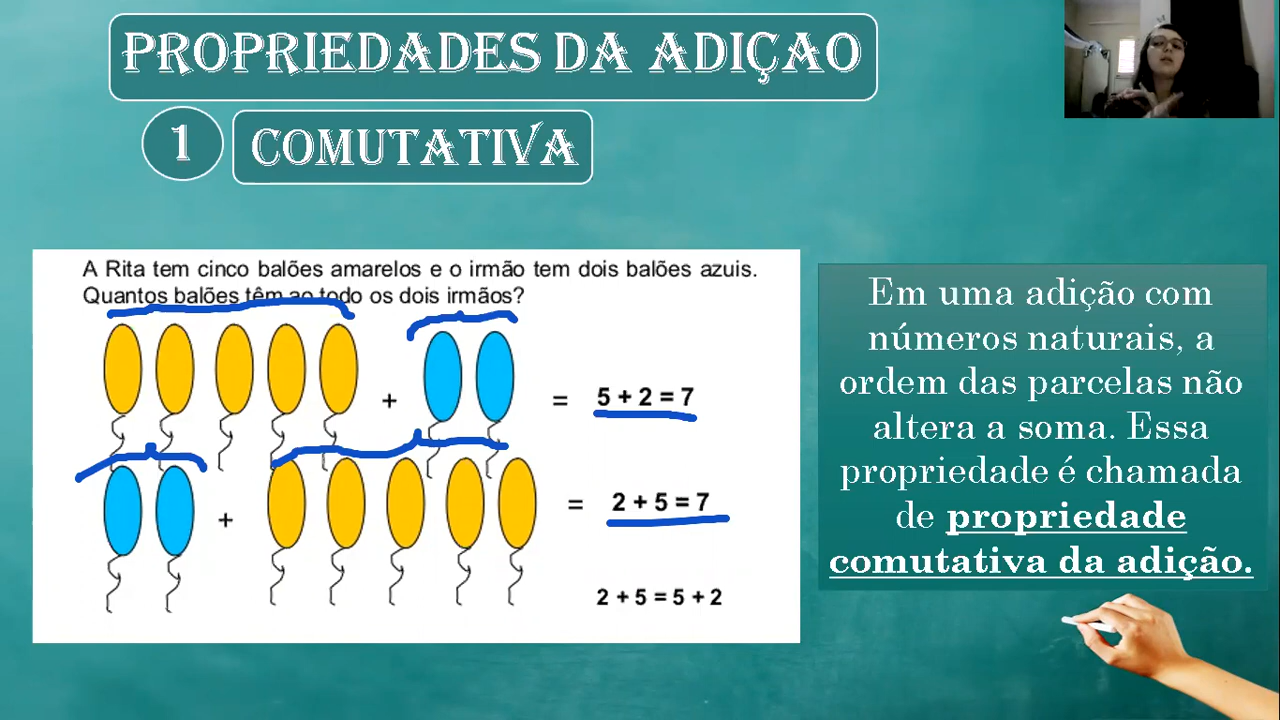 PROPRIEDADES DA ADIÇAO
1
COMUTATIVA
A Rita tem cinco balões amarelos e o irmão tem dois balões azuis.
Quantos balões têm ao todo os dois irmãos?
+ = 5 + 2 = 7
+ = 2 + 5 = 7
2 + 5 = 5 + 2
Em uma adição com
números naturais, a
ordem das parcelas não
altera a soma. Essa
propriedade é chamada
de propriedade
comutativa da adição.